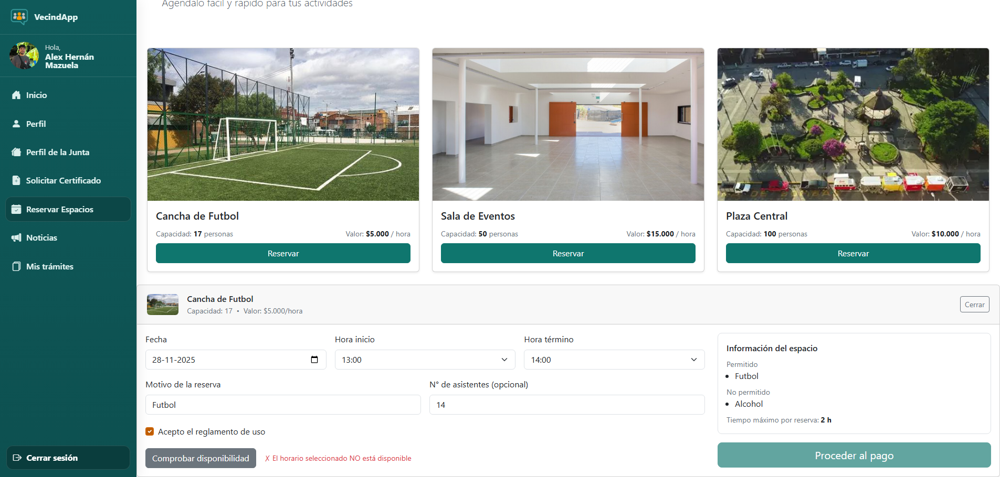 VecindApp
Hola,
Alex Hernán
Mazuela
Inicio
Perfil
Perfil de la Junta
Solicitar Certificado
Reservar Espacios
Noticias
Mis trámites
Cerrar sesión
Agéndalo fácil y rápido para tus actividades
Cancha de Futbol
Capacidad: 17 personas Valor: $5.000 / hora
Reservar
Sala de Eventos
Capacidad: 50 personas Valor: $15.000 / hora
Reservar
Plaza Central
Capacidad: 100 personas Valor: $10.000 / hora
Reservar
Cancha de Futbol
Capacidad: 17 • Valor: $5.000/hora
Cerrar
Fecha
28-11-2025
Hora inicio
13:00
Hora término
14:00
Motivo de la reserva
Futbol
N° de asistentes (opcional)
14
Acepto el reglamento de uso
Comprobar disponibilidad
✗ El horario seleccionado NO está disponible
Información del espacio
Permitido
• Futbol
No permitido
• Alcohol
Tiempo máximo por reserva: 2 h
Proceder al pago